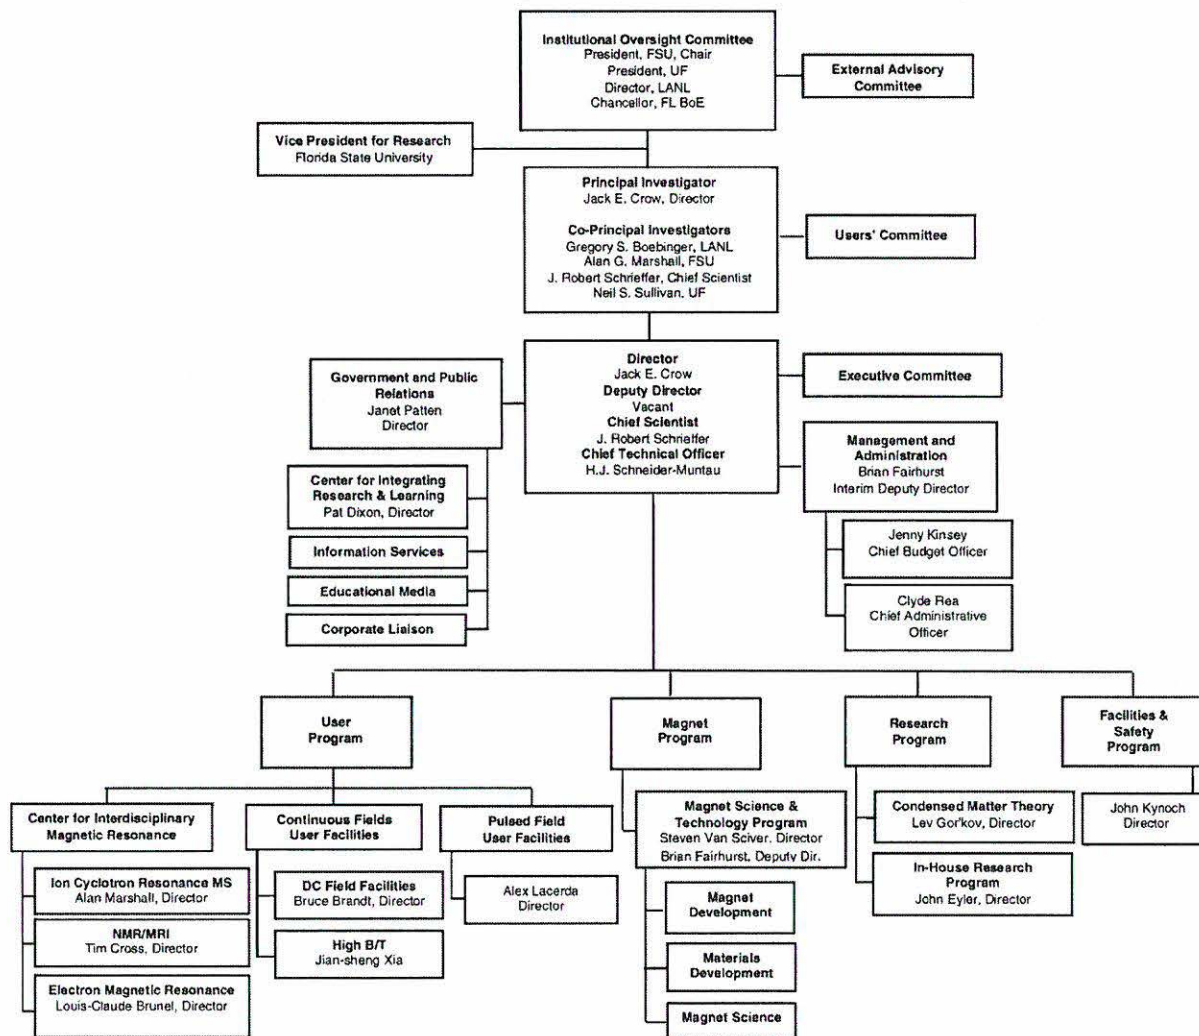 Institutional Oversight Committee
President, FSU, Chair
President, UF
Director, LANL
Chancellor, FL BoE
External Advisory
Committee
Vice President for Research
Florida State University
Principal Investigator
Jack E. Crow, Director
Co-Principal Investigators
Gregory S. Boebinger, LANL
Alan G. Marshall, FSU
J. Robert Schrieffer, Chief Scientist
Neil S. Sullivan, UF
Users' Committee
Director
Jack E. Crow
Deputy Director
Vacant
Chief Scientist
J. Robert Schrieffer
Chief Technical Officer
H.J. Schneider-Muntau
Executive Committee
Government and Public
Relations
Janet Patten
Director
Management and
Administration
Brian Fairhurst
Interim Deputy Director
Center for Integrating
Research & Learning
Pat Dixon, Director
Information Services
Educational Media
Corporate Liaison
Jenny Kinsey
Chief Budget Officer
Clyde Rea
Chief Administrative
Officer
User
Program
Magnet
Program
Research
Program
Facilities &
Safety
Program
Center for Interdisciplinary
Magnetic Resonance
Ion Cyclotron Resonance MS
Alan Marshall, Director
NMR/MRI
Tim Cross, Director
Electron Magnetic Resonance
Louis-Claude Brunel, Director
Continuous Fields
User Facilities
DC Field Facilities
Bruce Brandt, Director
High B/T
Jian-sheng Xia
Pulsed Field
User Facilities
Alex Lacerda
Director
Magnet Science &
Technology Program
Steven Van Sciver, Director
Brian Fairhurst, Deputy Dir.
Magnet
Development
Materials
Development
Magnet Science
Condensed Matter Theory
Lev Gor'kov, Director
In-House Research
Program
John Eyler, Director
John Kynoch
Director